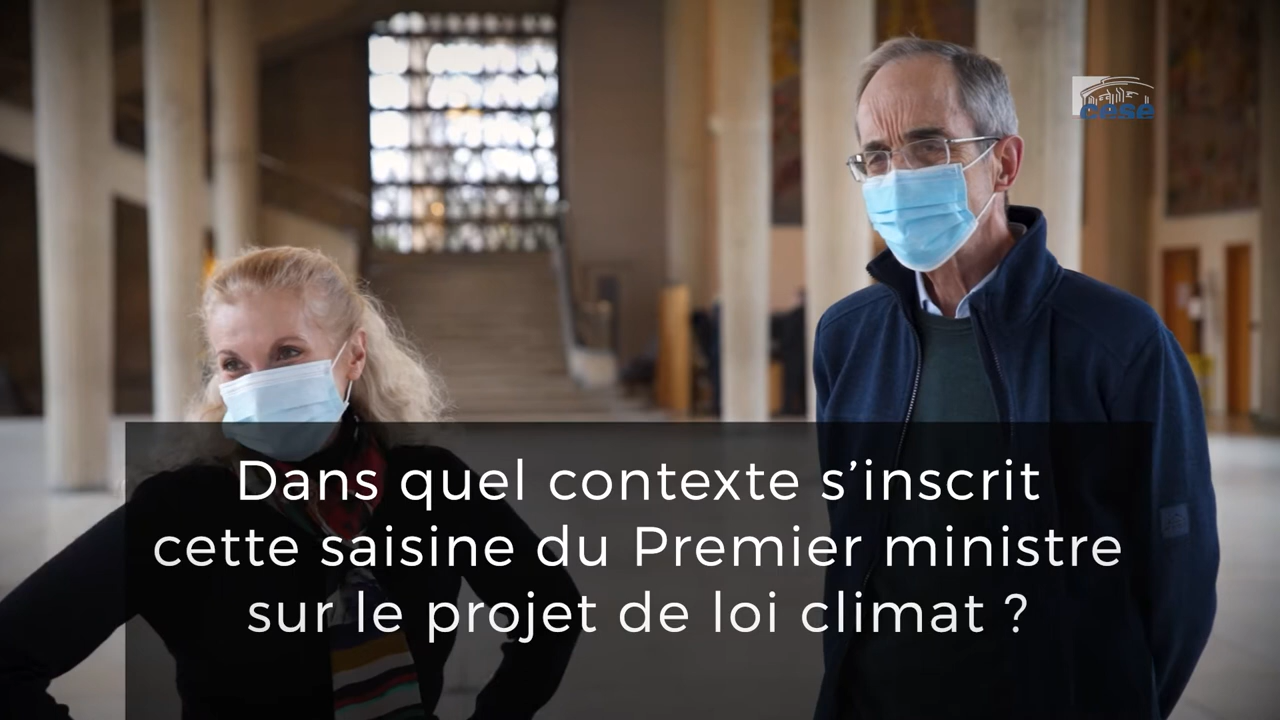 cese
Dans quel contexte s’inscrit
cette saisine du Premier ministre
sur le projet de loi climat ?